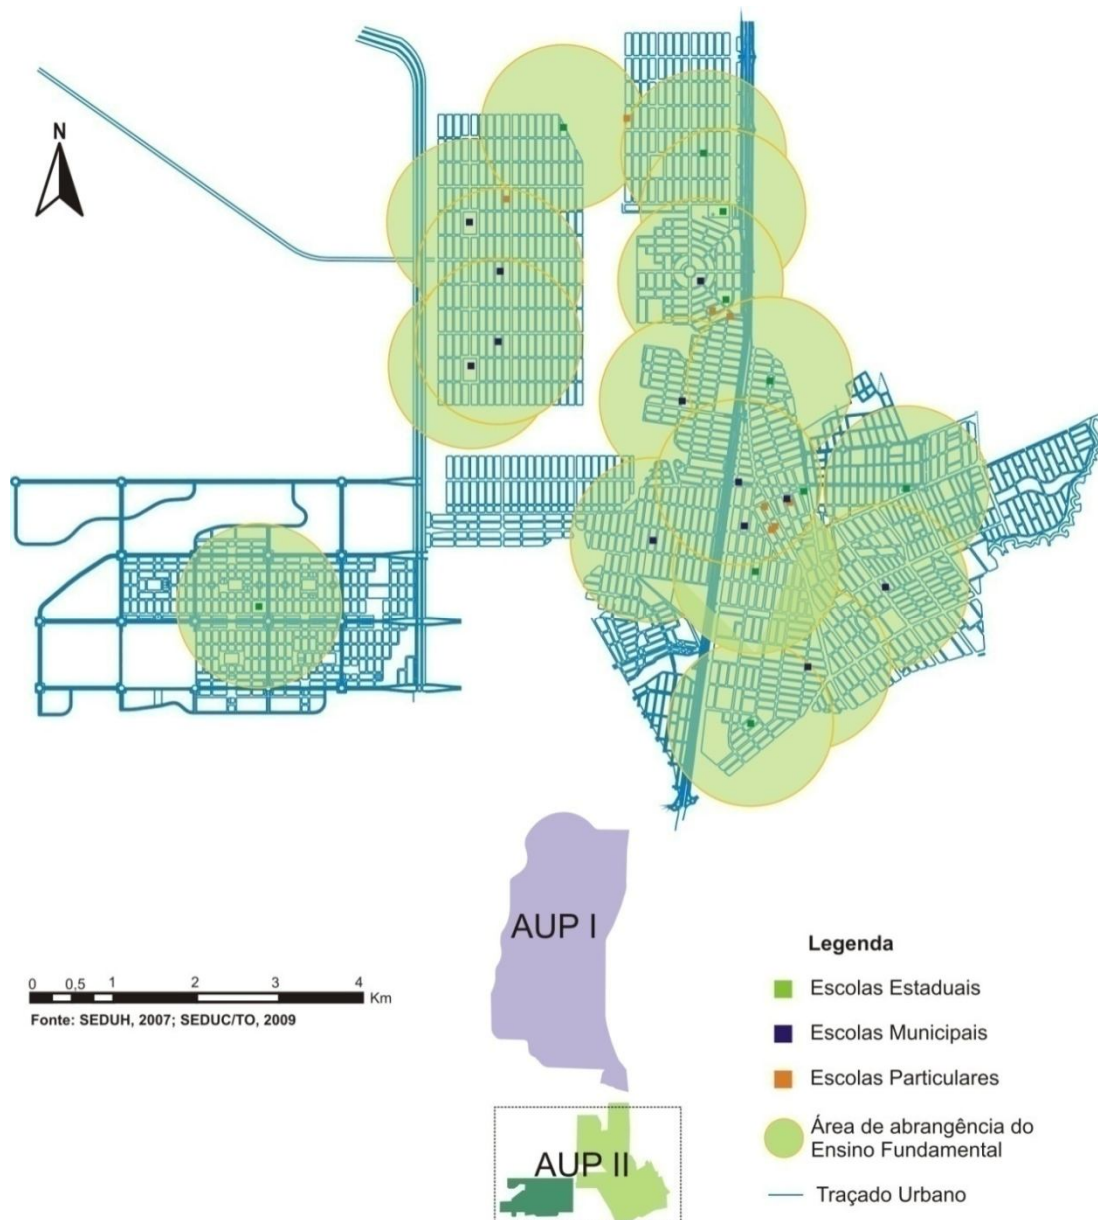 N
AUP I
0 0,5 1 2 3 4 Km
Fonte: SEDUH, 2007; SEDUC/TO, 2009
AUP II
Legenda
Escolas Estaduais
Escolas Municipais
Escolas Particulares
Área de abrangência do
Ensino Fundamental
Traçado Urbano